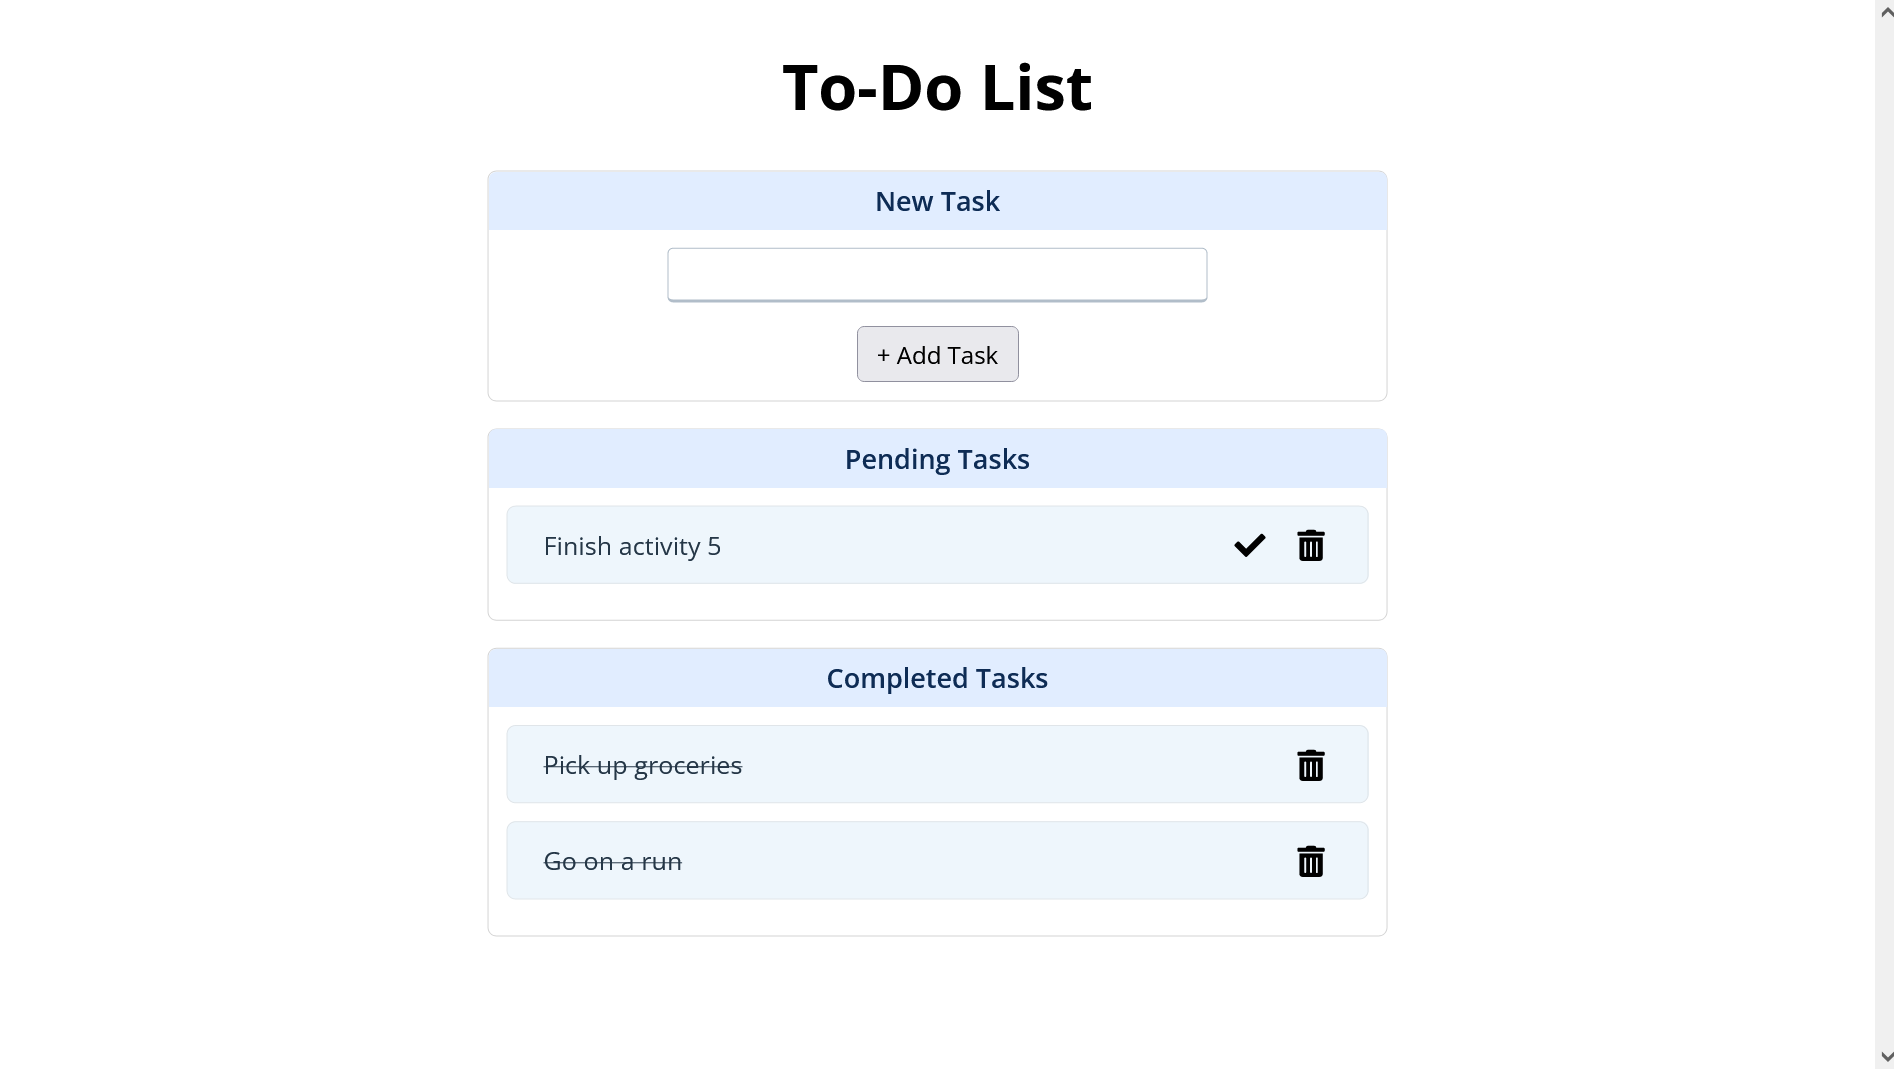 To-Do List
New Task
+ Add Task
Pending Tasks
Finish activity 5
Completed Tasks
Pick up groceries
Go on a run